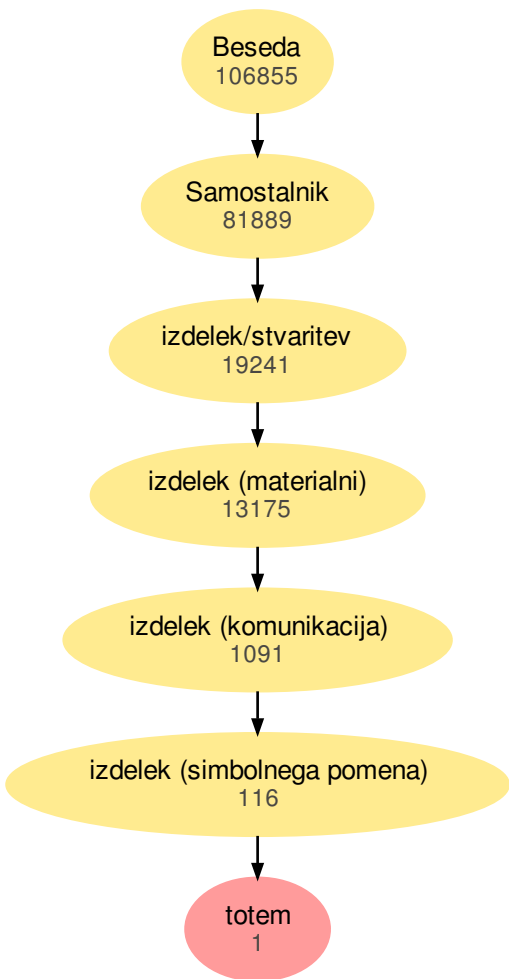 Beseda
106855
Samostalnik
81889
izdelek/stvaritev
19241
izdelek (materialni)
13175
izdelek (komunikacija)
1091
izdelek (simbolnega pomena)
116
totem
1